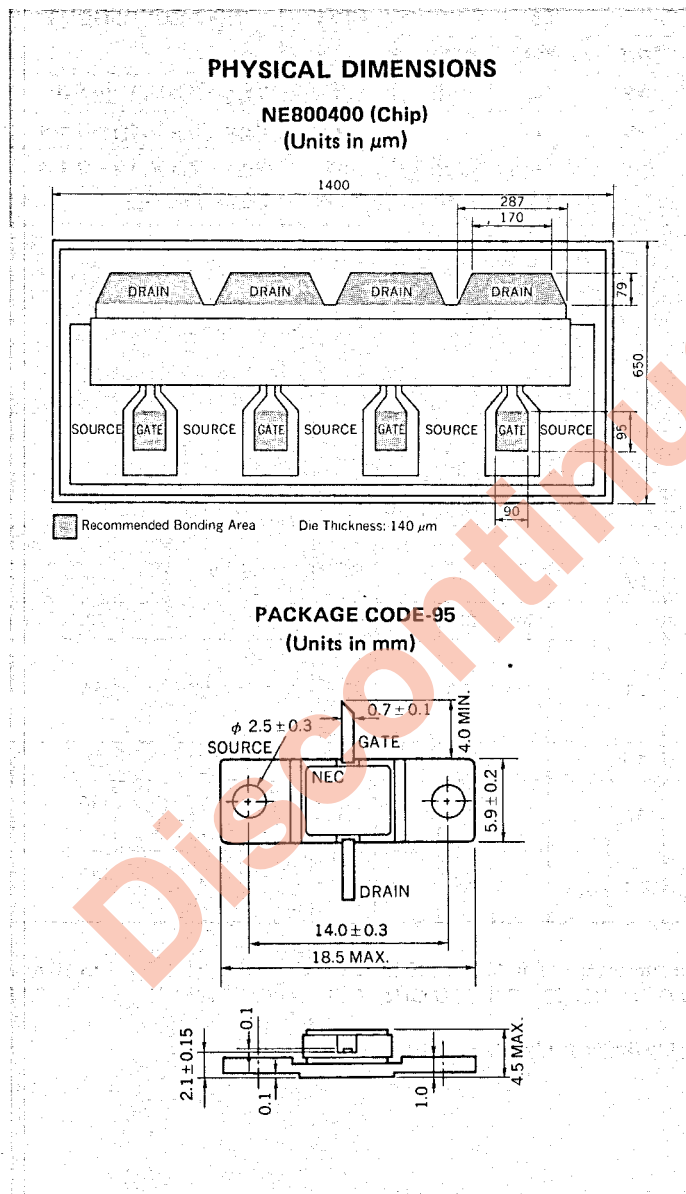 PHYSICAL DIMENSIONS
NE800400 (Chip)
(Units in μm)
1400
287
170
DRAIN DRAIN DRAIN DRAIN
79
650
SOURCE GATE SOURCE GATE SOURCE GATE SOURCE GATE SOURCE
95
90
Recommended Bonding Area Die Thickness: 140 μm
PACKAGE CODE-95
(Units in mm)
φ 2.5 ± 0.3
0.7 ± 0.1
4.0 MIN.
SOURCE
GATE
NEC
5.9 ± 0.2
DRAIN
14.0 ± 0.3
18.5 MAX.
0.1
2.1 ± 0.15
0.1
1.0
4.5 MAX.
Discontinu